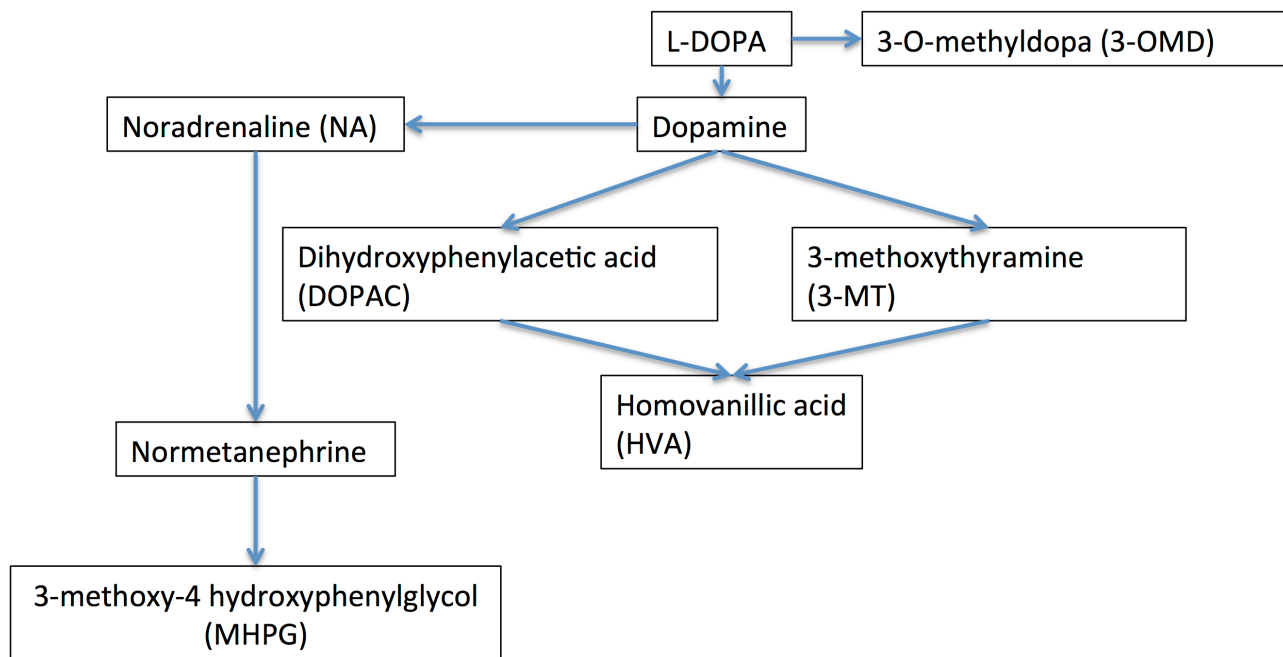 L-DOPA
3-O-methyldopa (3-OMD)
Noradrenaline (NA)
Dopamine
Dihydroxyphenylacetic acid
(DOPAC)
3-methoxythyramine
(3-MT)
Homovanillic acid
(HVA)
Normetanephrine
3-methoxy-4 hydroxyphenylglycol
(MHPG)